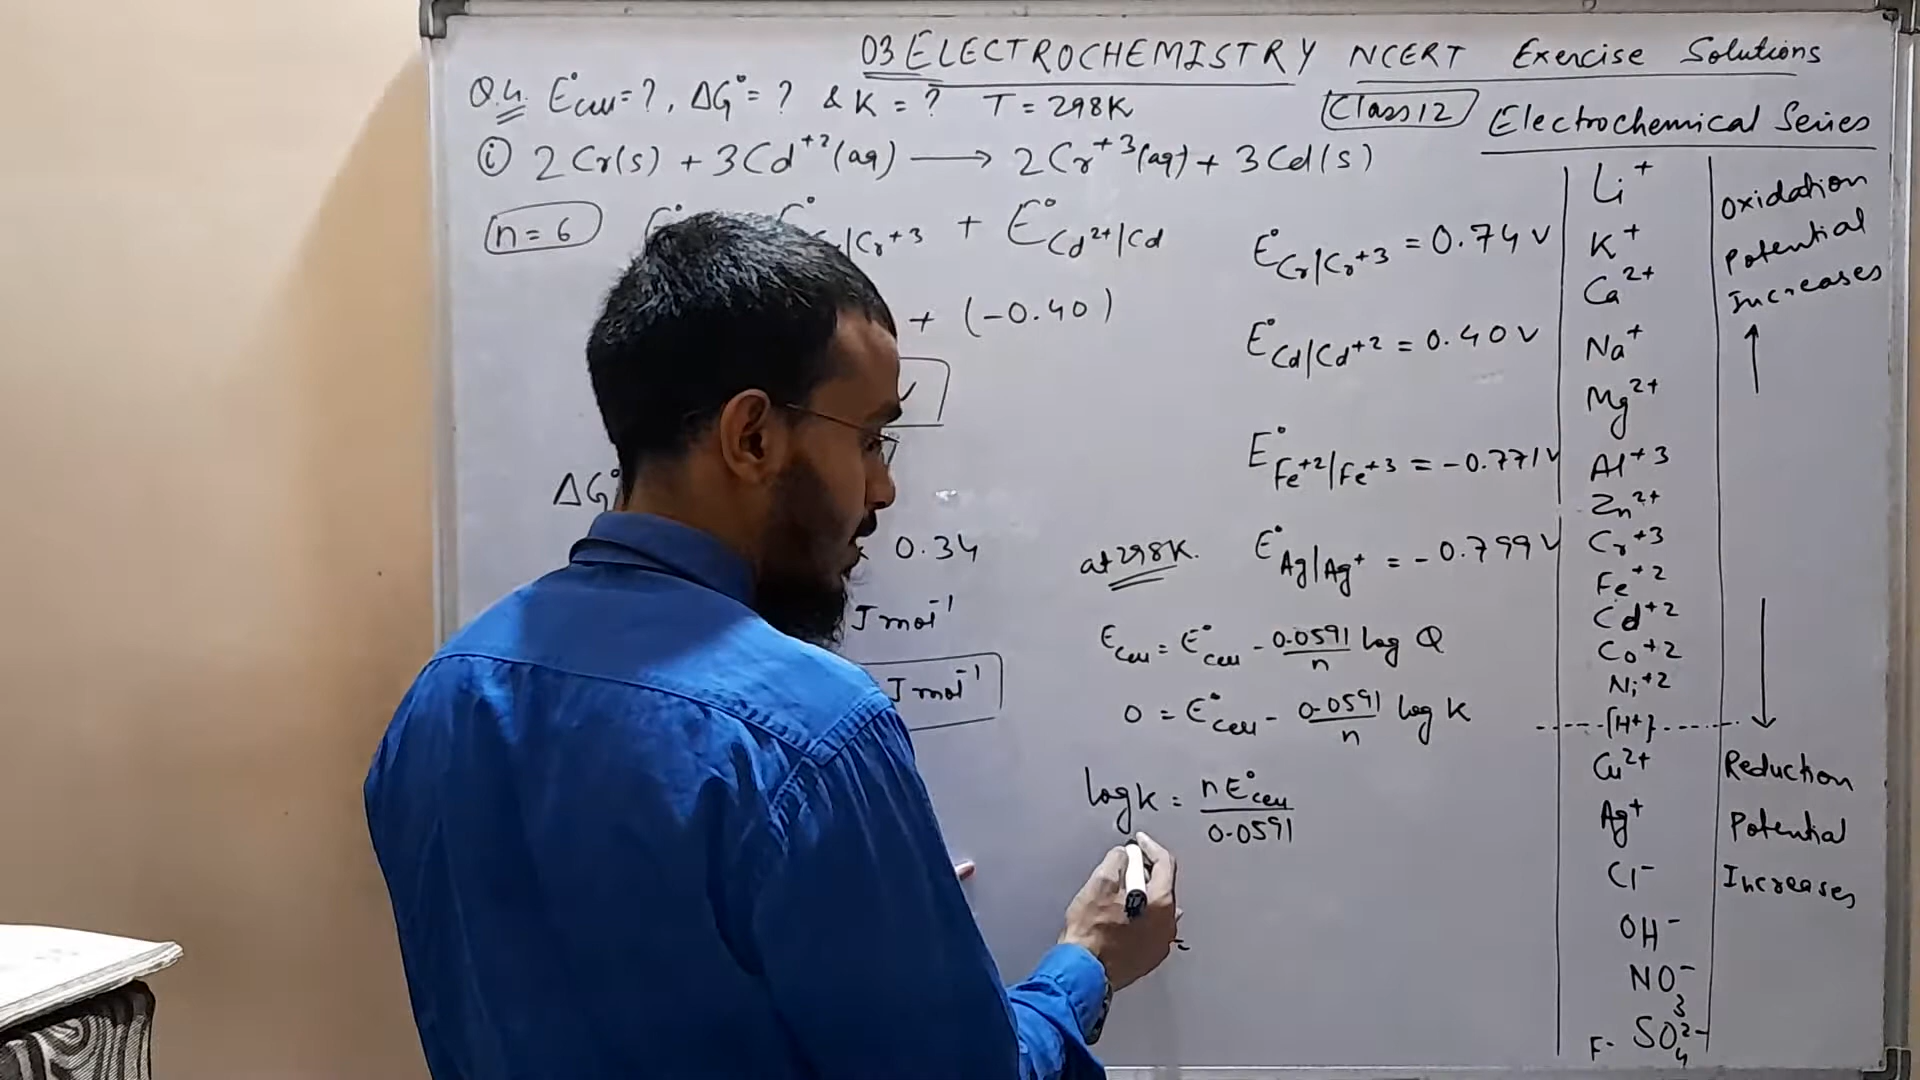 03 ELECTROCHEMISTRY NCERT Exercise Solutions
Q.4. E°cell = ?, ΔG° = ? & K = ? T = 298K
Class 12
(i) 2Cr(s) + 3Cd+2(aq) ⟶ 2Cr+3(aq) + 3Cd(s)
n = 6
/Cr+3 + E°Cd2+/Cd
+ (-0.40)
V
ΔG°
0.34
J mol-1
J mol-1
E°Cr/Cr+3 = 0.74 V
E°Cd/Cd+2 = 0.40 V
E°Fe+2/Fe+3 = -0.771 V
E°Ag/Ag+ = -0.799 V
at 298K.
Ecell = E°cell - 0.0591/n log Q
0 = E°cell - 0.0591/n log K
log K = nE°cell/0.0591
=
Electrochemical Series
Li+
K+
Ca2+
Na+
Mg2+
Al+3
Zn2+
Cr+3
Fe+2
Cd+2
Co+2
Ni+2
[H+]
Cu2+
Ag+
Cl-
OH-
NO3-
F- SO4 2-
Oxidation
Potential
Increases
↑
↓
Reduction
Potential
Increases